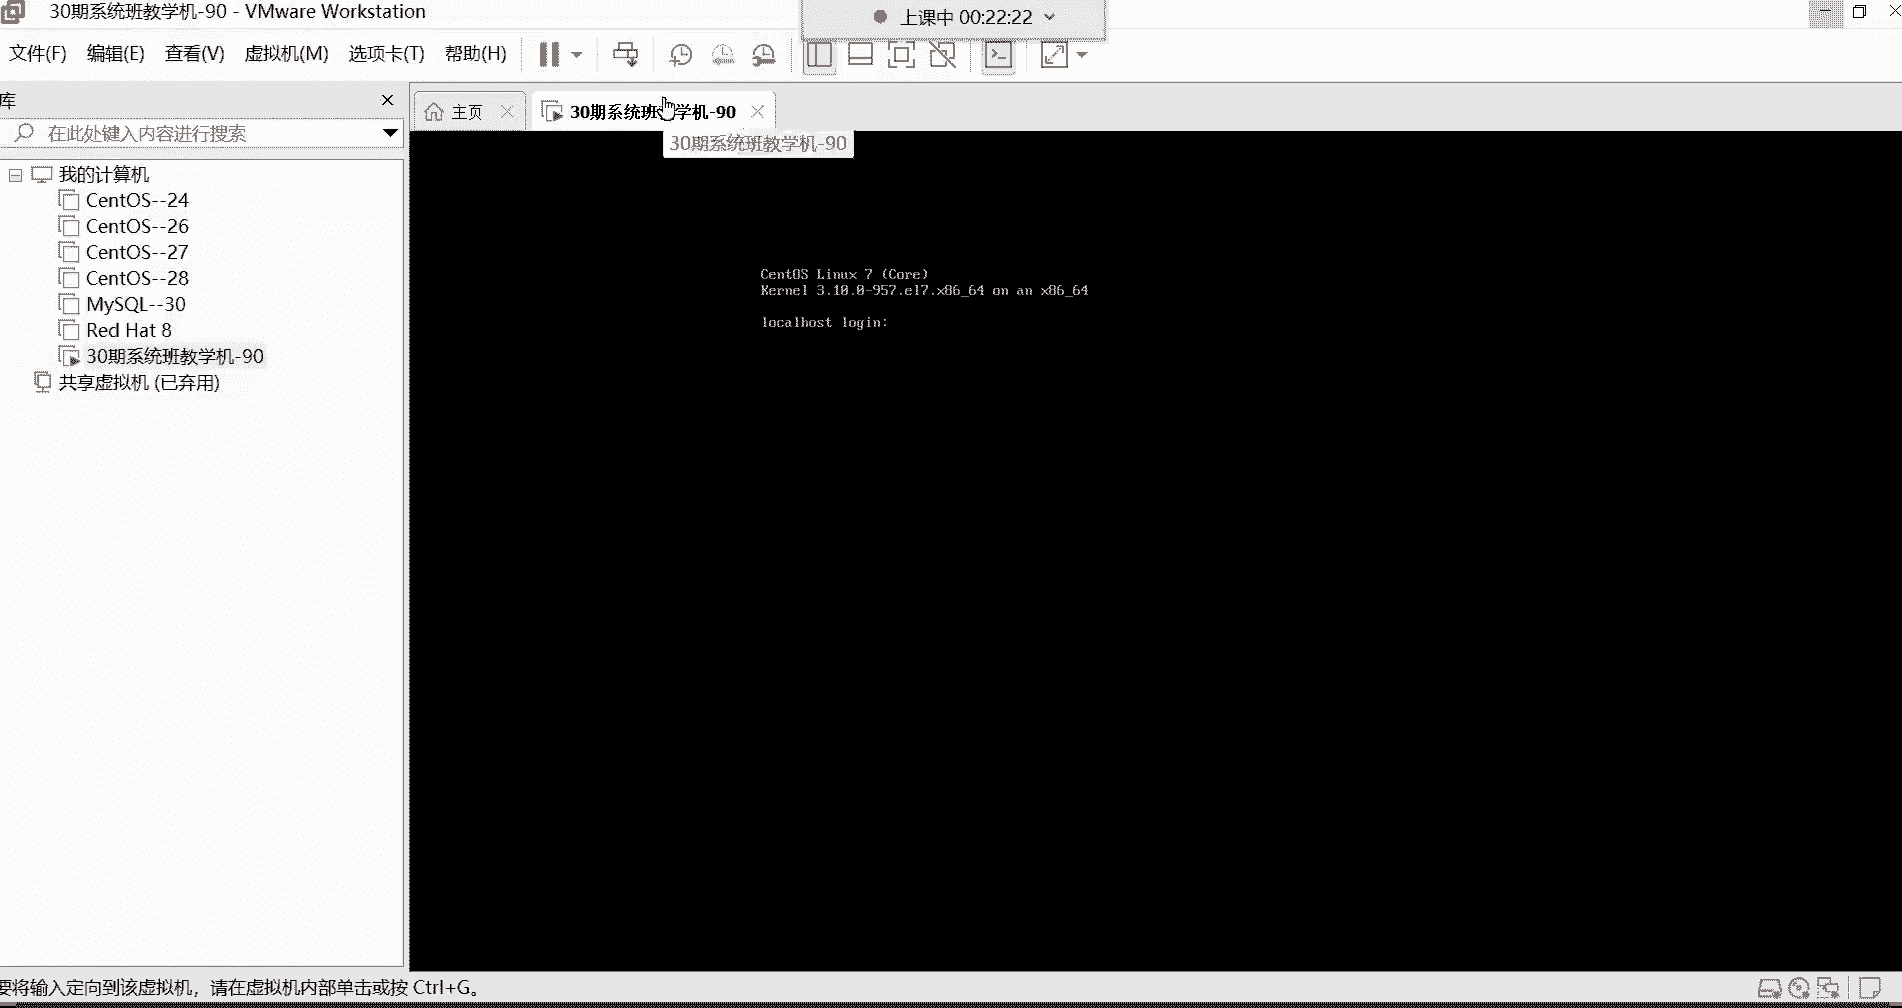 30期系统班教学机-90 - VMware Workstation
上课中 00:22:22
文件(F) 编辑(E) 查看(V) 虚拟机(M) 选项卡(T) 帮助(H)
库
主页
30期系统班教学机-90
在此处键入内容进行搜索
30期系统班教学机-90
我的计算机
CentOS--24
CentOS--26
CentOS--27
CentOS--28
MySQL--30
Red Hat 8
30期系统班教学机-90
共享虚拟机 (已弃用)
CentOS Linux 7 (Core)
Kernel 3.10.0-957.el7.x86_64 on an x86_64
localhost login:
要将输入定向到该虚拟机，请在虚拟机内部单击或按 Ctrl+G。